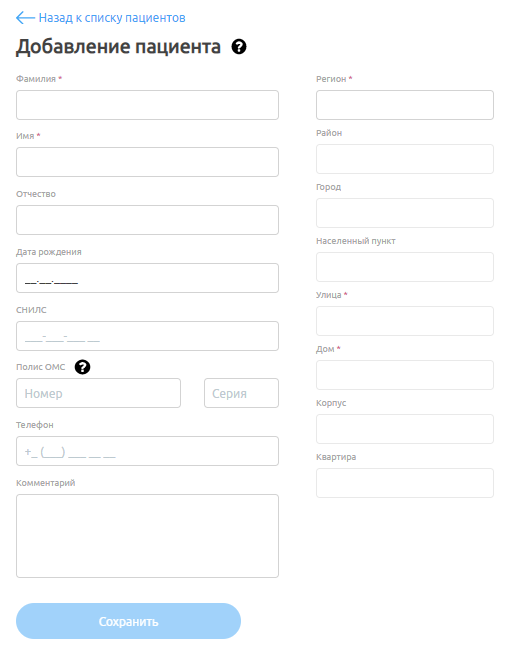 Назад к списку пациентов
Добавление пациента ?
Фамилия *
Имя *
Отчество
Дата рождения
__.__.____
СНИЛС
___-___-___ __
Полис ОМС ?
Номер
Серия
Телефон
+_ (___) ___ __ __
Комментарий
Сохранить
Регион *
Район
Город
Населенный пункт
Улица *
Дом *
Корпус
Квартира